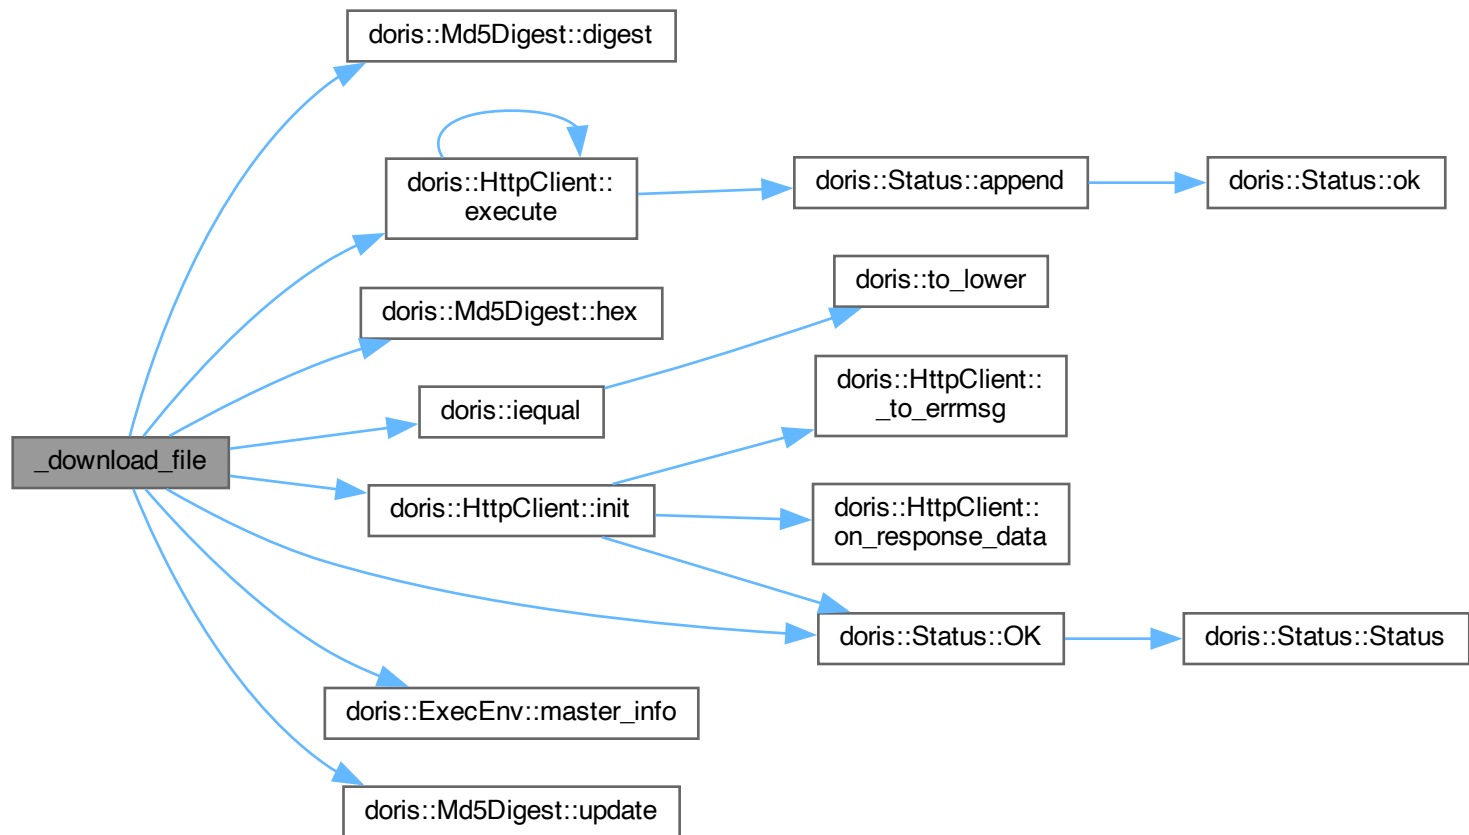 doris::Md5Digest::digest
doris::HttpClient::
execute
doris::Status::append
doris::Status::ok
doris::to_lower
doris::Md5Digest::hex
doris::HttpClient::
_to_errmsg
doris::iequal
_download_file
doris::HttpClient::init
doris::HttpClient::
on_response_data
doris::Status::OK
doris::Status::Status
doris::ExecEnv::master_info
doris::Md5Digest::update